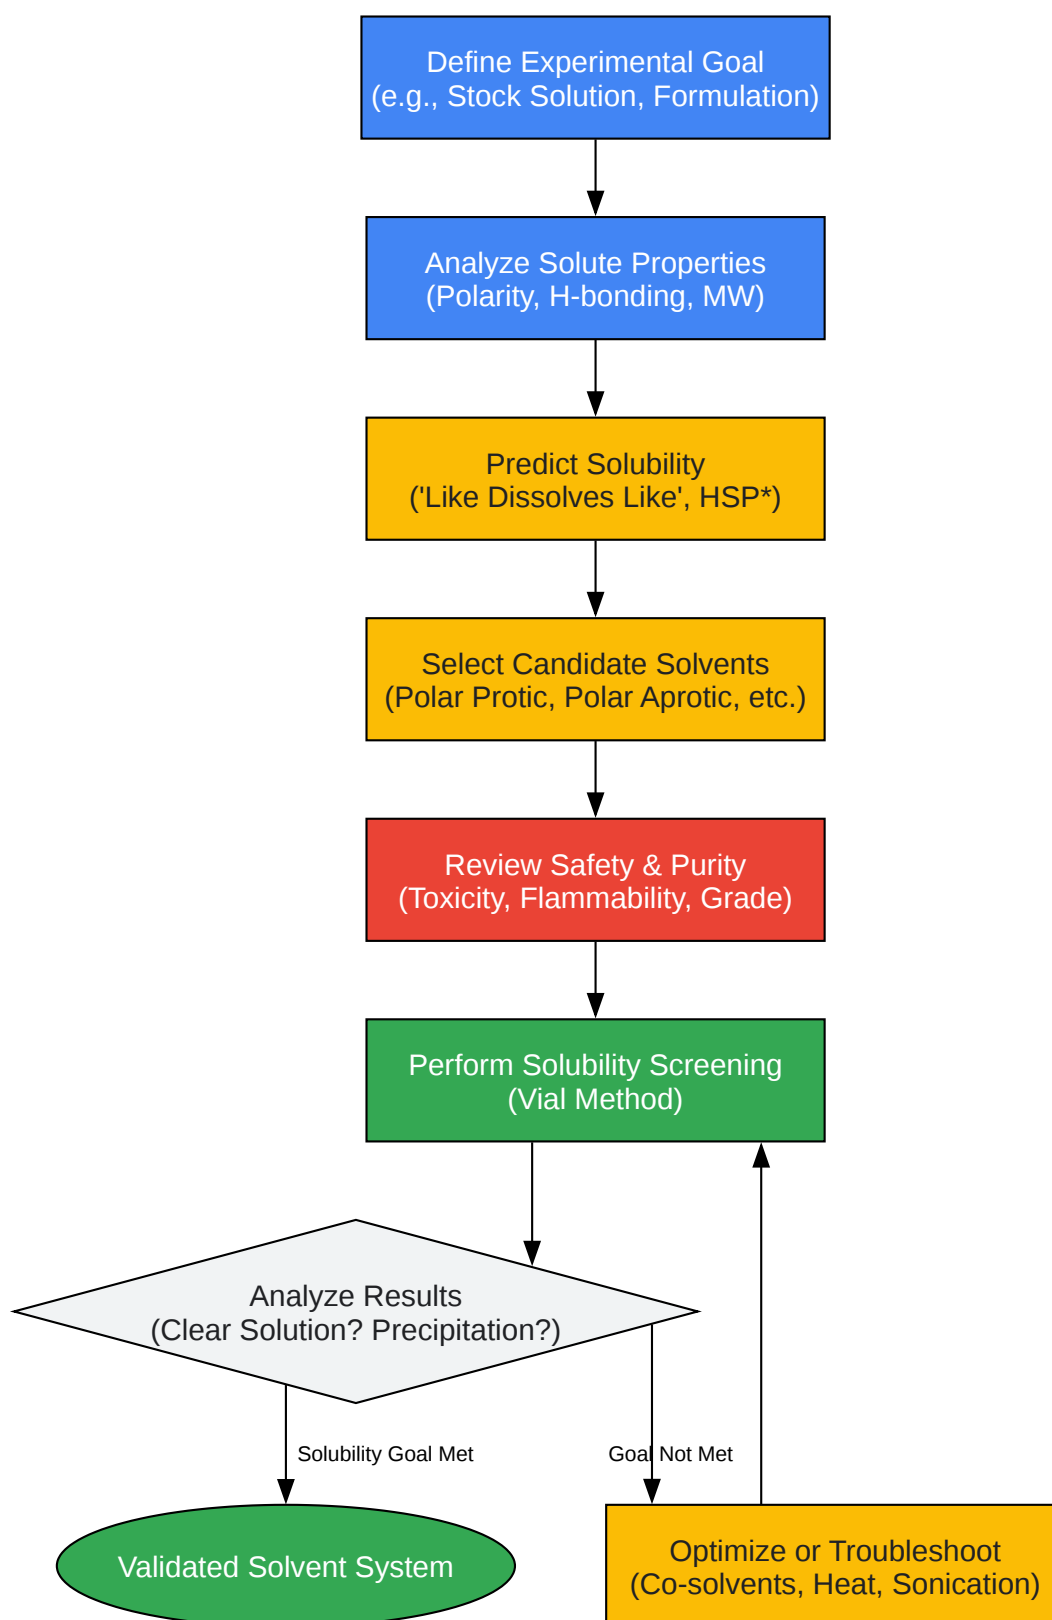 Define Experimental Goal
(e.g., Stock Solution, Formulation)
Analyze Solute Properties
(Polarity, H-bonding, MW)
Predict Solubility
('Like Dissolves Like', HSP*)
Select Candidate Solvents
(Polar Protic, Polar Aprotic, etc.)
Review Safety & Purity
(Toxicity, Flammability, Grade)
Perform Solubility Screening
(Vial Method)
Analyze Results
(Clear Solution? Precipitation?)
Solubility Goal Met
Goal Not Met
Validated Solvent System
Optimize or Troubleshoot
(Co-solvents, Heat, Sonication)